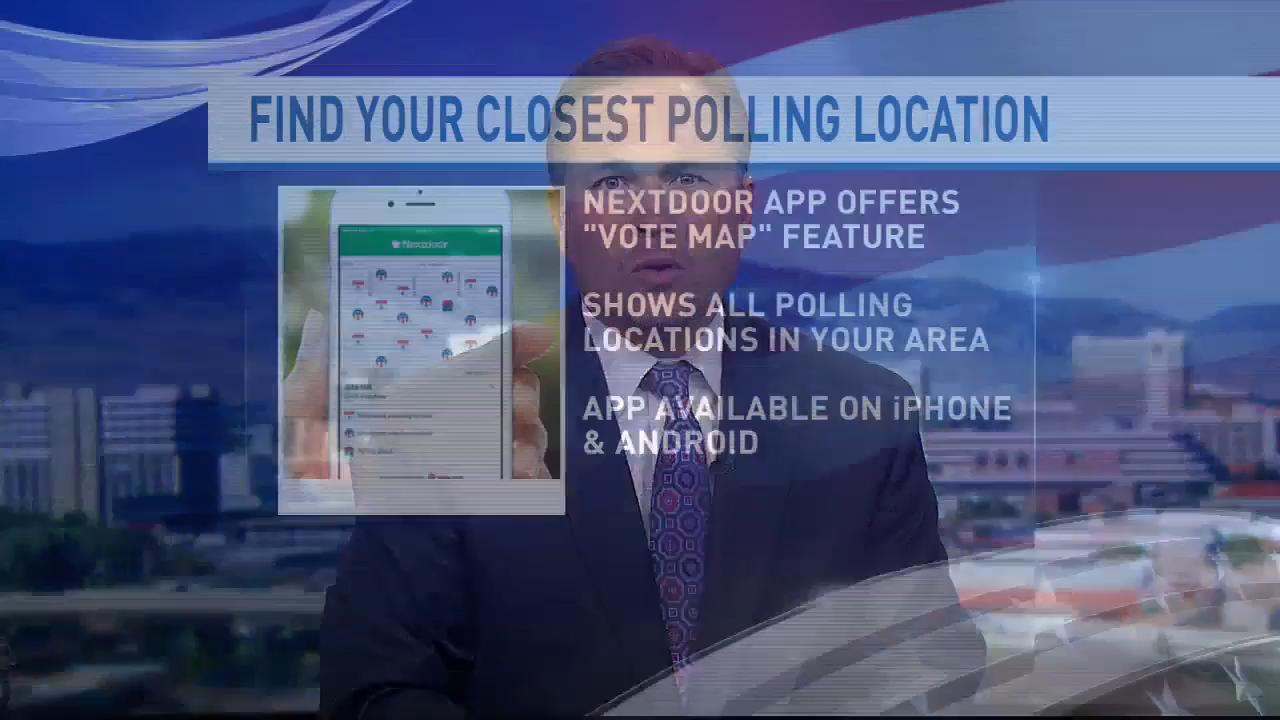 FIND YOUR CLOSEST POLLING LOCATION
Nextdoor
NEXTDOOR APP OFFERS
"VOTE MAP" FEATURE
SHOWS ALL POLLING
LOCATIONS IN YOUR AREA
APP AVAILABLE ON iPHONE
& ANDROID